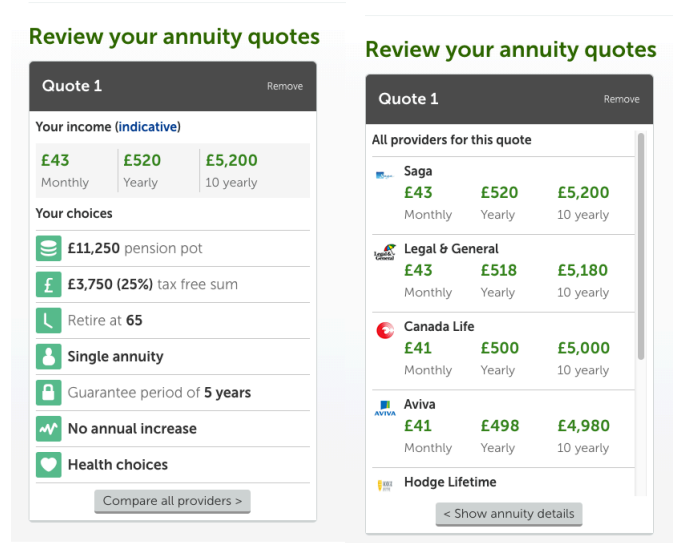 Review your annuity quotes
Quote 1 Remove
Your income (indicative)
£43 £520 £5,200
Monthly Yearly 10 yearly
Your choices
£11,250 pension pot
£3,750 (25%) tax free sum
Retire at 65
Single annuity
Guarantee period of 5 years
No annual increase
Health choices
Compare all providers >
Review your annuity quotes
Quote 1 Remove
All providers for this quote
Saga
£43 £520 £5,200
Monthly Yearly 10 yearly
Legal & General
Legal & General
£43 £518 £5,180
Monthly Yearly 10 yearly
Canada Life
£41 £500 £5,000
Monthly Yearly 10 yearly
Aviva
AVIVA
£41 £498 £4,980
Monthly Yearly 10 yearly
Hodge Lifetime
< Show annuity details